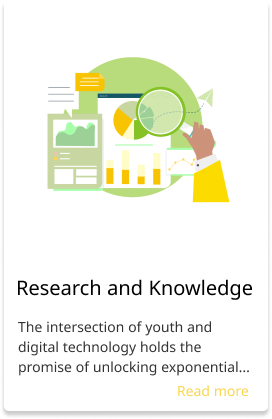 Research and Knowledge
The intersection of youth and
digital technology holds the
promise of unlocking exponential...
Read more